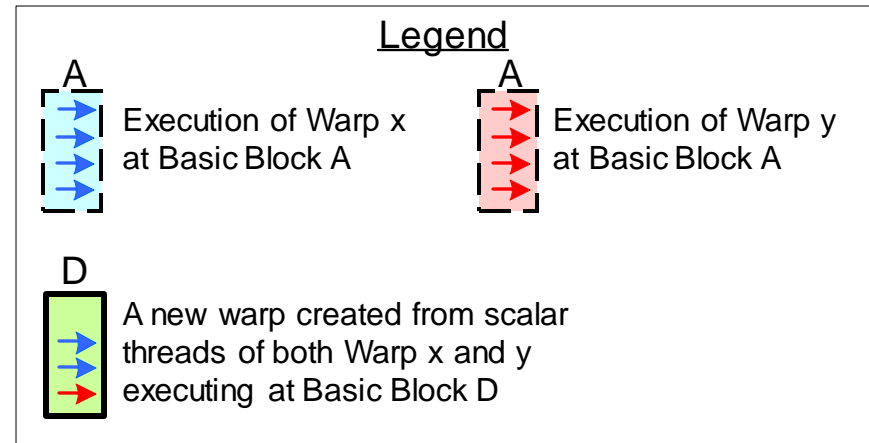 Legend
A
Execution of Warp x
at Basic Block A
A
Execution of Warp y
at Basic Block A
D
A new warp created from scalar
threads of both Warp x and y
executing at Basic Block D